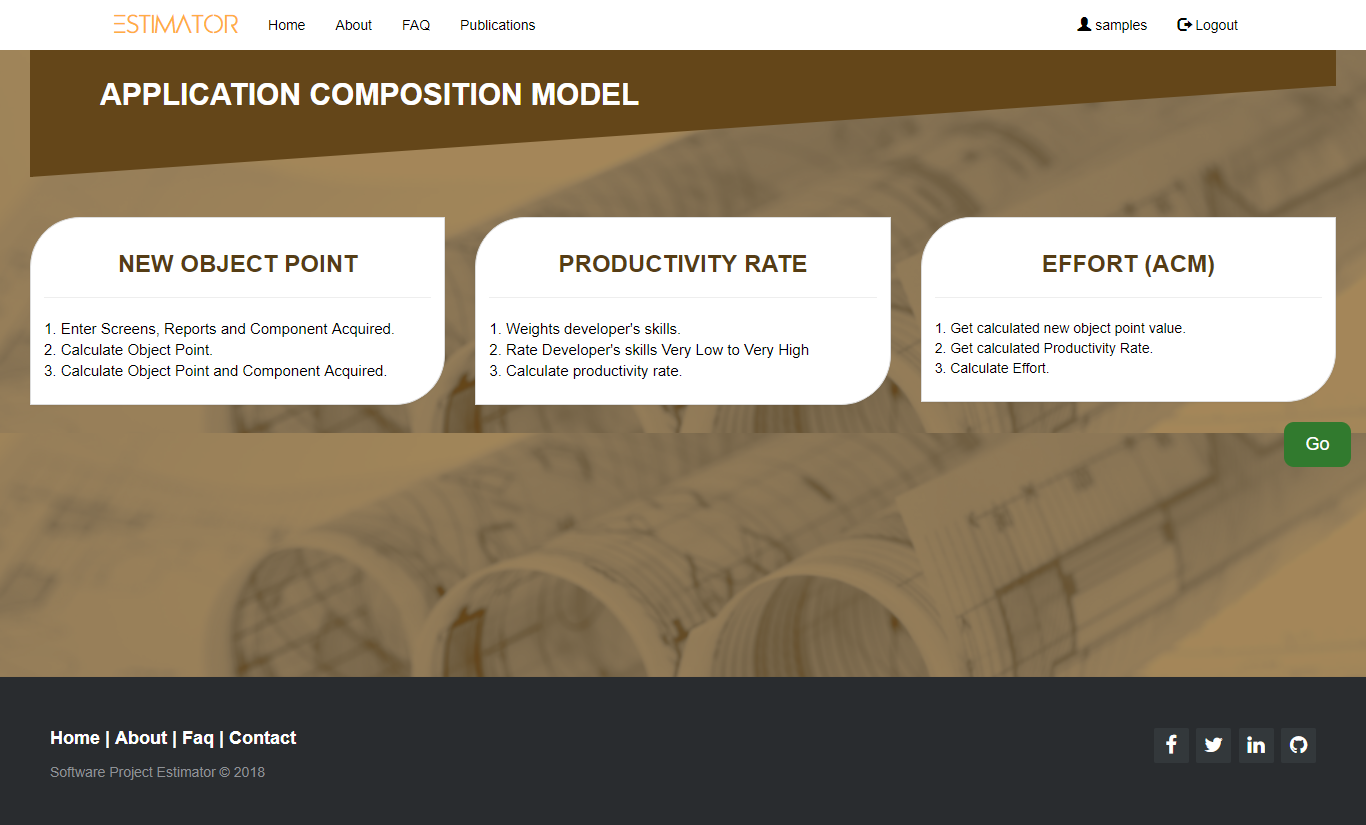 ESTIMATOR Home About FAQ Publications samples Logout
APPLICATION COMPOSITION MODEL
NEW OBJECT POINT
1. Enter Screens, Reports and Component Acquired.
2. Calculate Object Point.
3. Calculate Object Point and Component Acquired.
PRODUCTIVITY RATE
1. Weights developer's skills.
2. Rate Developer's skills Very Low to Very High
3. Calculate productivity rate.
EFFORT (ACM)
1. Get calculated new object point value.
2. Get calculated Productivity Rate.
3. Calculate Effort.
Go
Home | About | Faq | Contact
Software Project Estimator © 2018